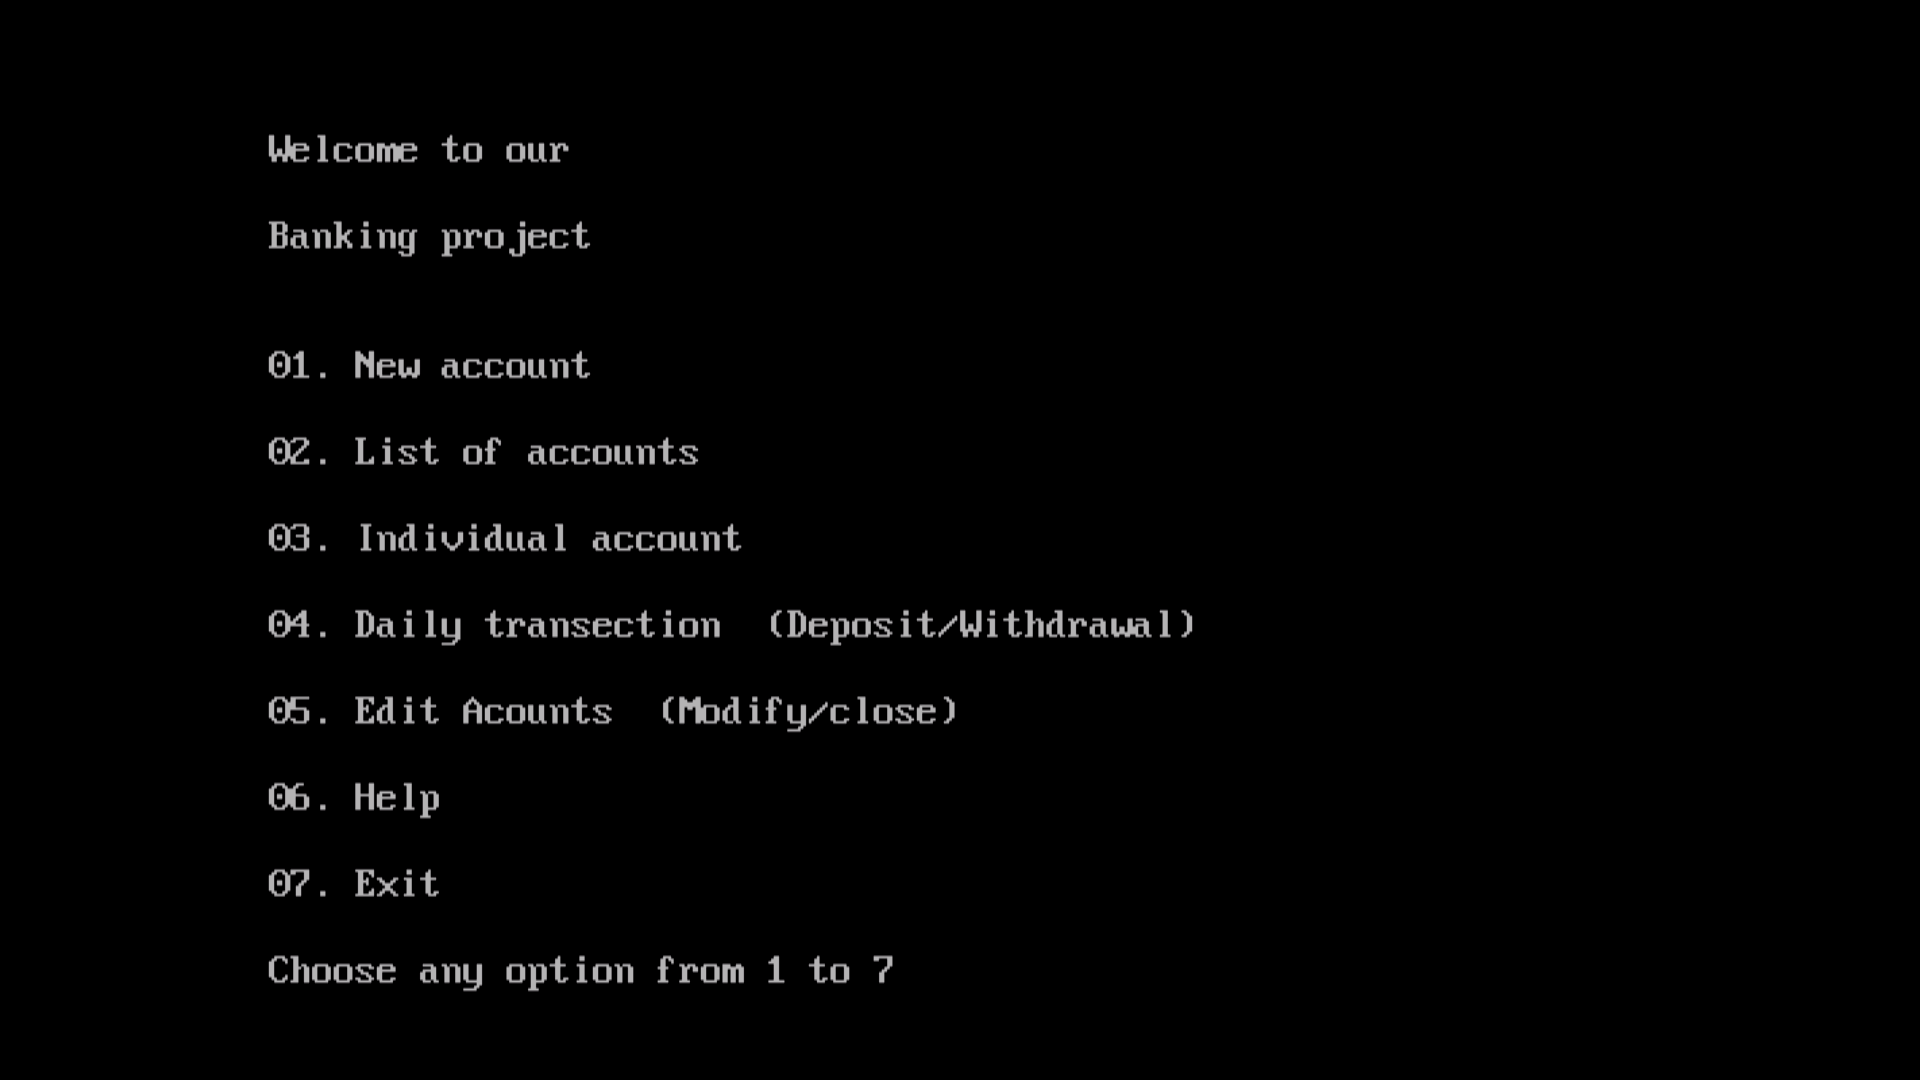 Welcome to our
Banking project
01. New account
02. List of accounts
03. Individual account
04. Daily transection  (Deposit/Withdrawal)
05. Edit Acounts  (Modify/close)
06. Help
07. Exit
Choose any option from 1 to 7